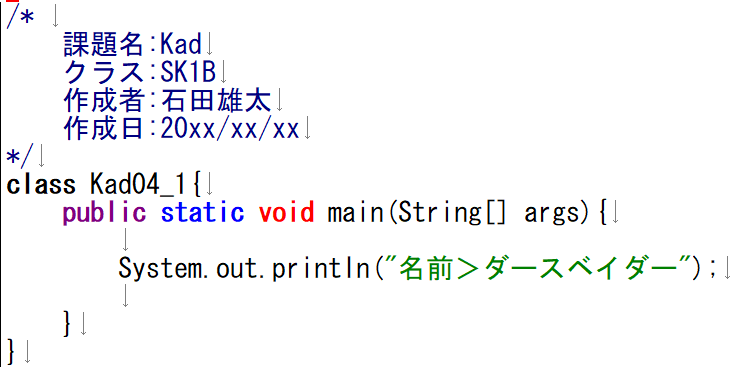 /*
課題名:Kad
クラス:SK1B
作成者:石田雄太
作成日:20xx/xx/xx
*/
class Kad04_1{
public static void main(String[] args){
System.out.println("名前＞ダースベイダー");
}
}